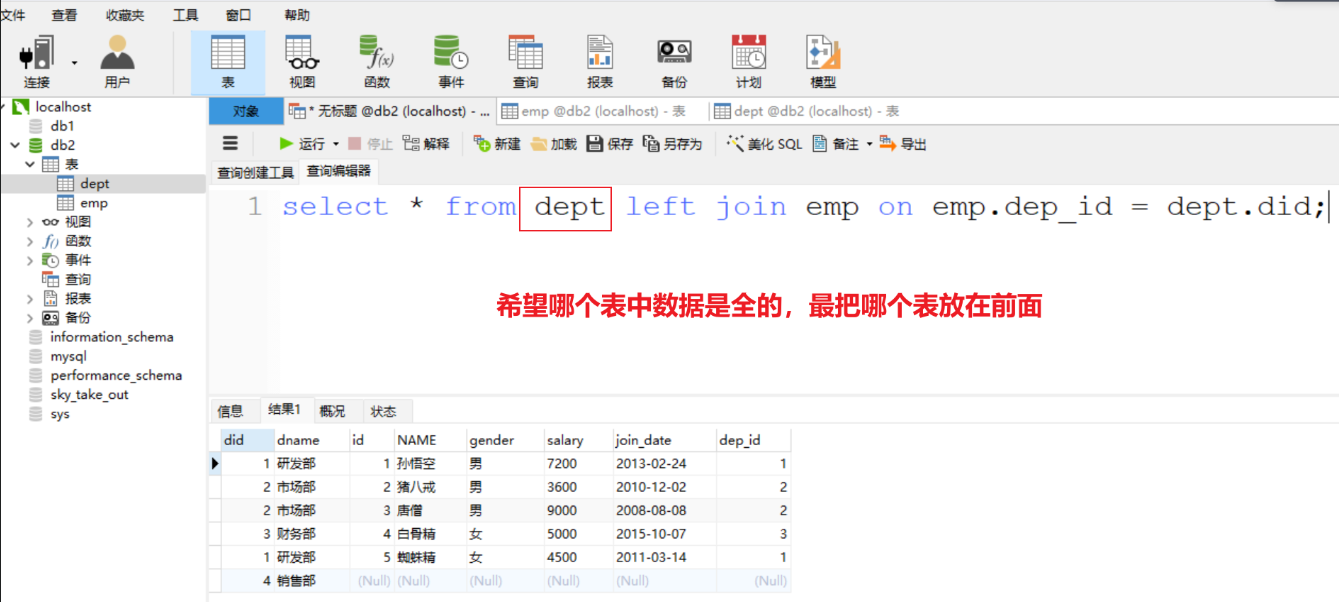 文件 查看 收藏夹 工具 窗口 帮助
连接 用户 表 视图 函数 事件 查询 报表 备份 计划 模型
localhost
db1
db2
表
dept
emp
视图
函数
事件
查询
报表
备份
information_schema
mysql
performance_schema
sky_take_out
sys
对象 * 无标题 @db2 (localhost) - ... emp @db2 (localhost) - 表 dept @db2 (localhost) - 表
运行 停止 解释 新建 加载 保存 另存为 美化 SQL 备注 导出
查询创建工具 查询编辑器
1 select * from dept left join emp on emp.dep_id = dept.did;
希望哪个表中数据是全的，最把哪个表放在前面
信息 结果1 概况 状态
did dname id NAME gender salary join_date dep_id
1 研发部 1 孙悟空 男 7200 2013-02-24 1
2 市场部 2 猪八戒 男 3600 2010-12-02 2
2 市场部 3 唐僧 男 9000 2008-08-08 2
3 财务部 4 白骨精 女 5000 2015-10-07 3
1 研发部 5 蜘蛛精 女 4500 2011-03-14 1
4 销售部 (Null) (Null) (Null) (Null) (Null) (Null)